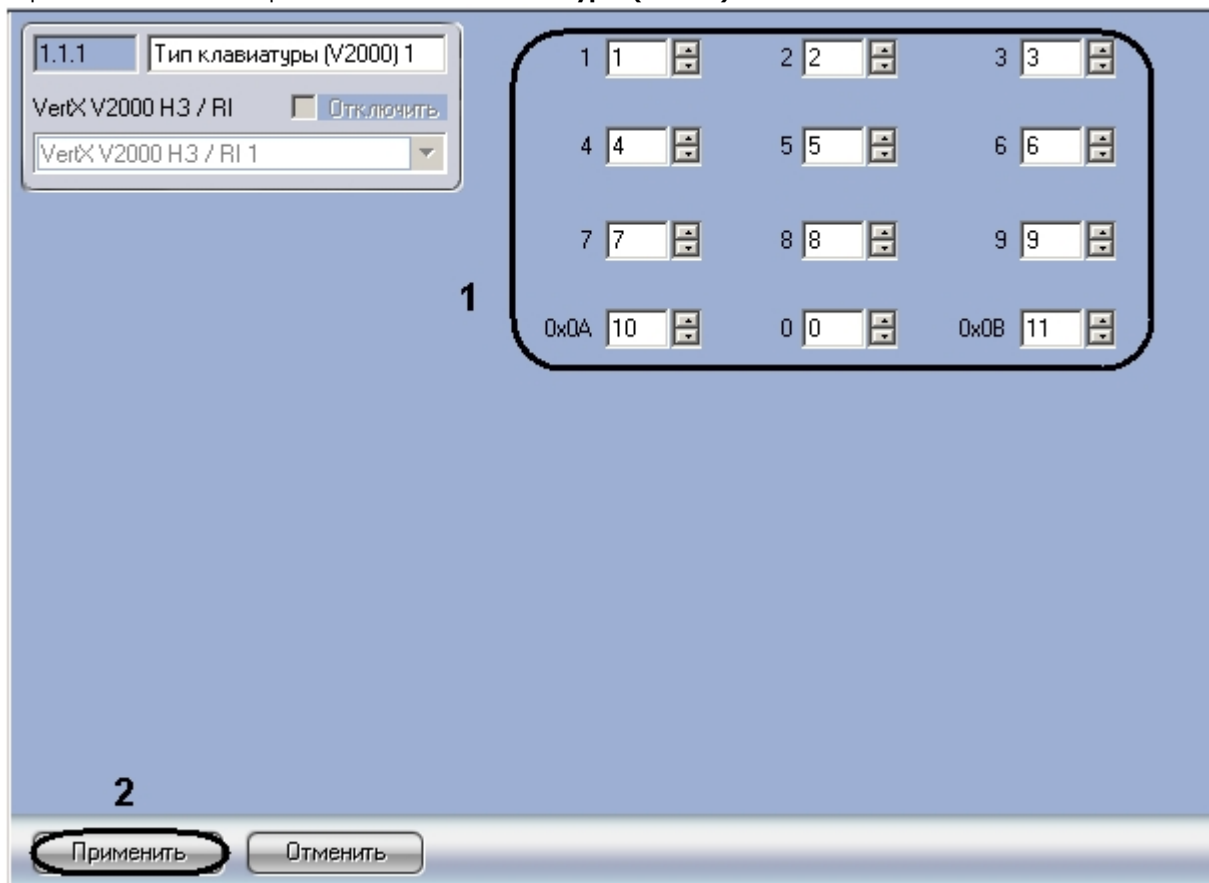 1.1.1 Тип клавиатуры (V2000) 1
VertX V2000 НЗ / RI Отключить
VertX V2000 НЗ / RI 1
1 1 2 2 3 3
4 4 5 5 6 6
7 7 8 8 9 9
1
0x0A 10 0 0 0x0B 11
2
Применить Отменить